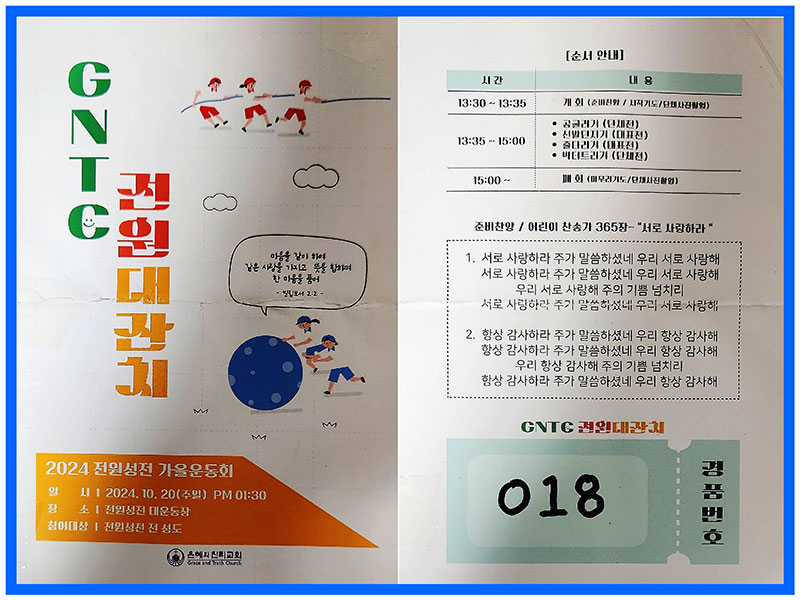 GNTC
전원대잔치
마음을 같이 하여
같은 사랑을 가지고 뜻을 합하며
한 마음을 품어
- 빌립보서 2:2 -
2024 전원성전 가을운동회
일 시 | 2024. 10. 20(주일) PM 01:30
장 소 | 전원성전 대운동장
참여대상 | 전원성전 전 성도
은혜와진리교회
Grace and Truth Church
[순서 안내]
시 간 내 용
13:30 ~ 13:35 개 회 (준비찬양 / 시작기도/단체사진촬영)
13:35 ~ 15:00
• 공굴리기 (단체전)
• 신발던지기 (대표전)
• 줄다리기 (대표전)
• 박터트리기 (단체전)
15:00 ~ 폐 회 (마무리기도/단체사진촬영)
준비찬양 / 어린이 찬송가 365장- "서로 사랑하라"
1. 서로 사랑하라 주가 말씀하셨네 우리 서로 사랑해
서로 사랑하라 주가 말씀하셨네 우리 서로 사랑해
우리 서로 사랑해 주의 기쁨 넘치리
서로 사랑하라 주가 말씀하셨네 우리 서로 사랑해
2. 항상 감사하라 주가 말씀하셨네 우리 항상 감사해
항상 감사하라 주가 말씀하셨네 우리 항상 감사해
우리 항상 감사해 주의 기쁨 넘치리
항상 감사하라 주가 말씀하셨네 우리 항상 감사해
GNTC 전원대잔치
018
경품번호